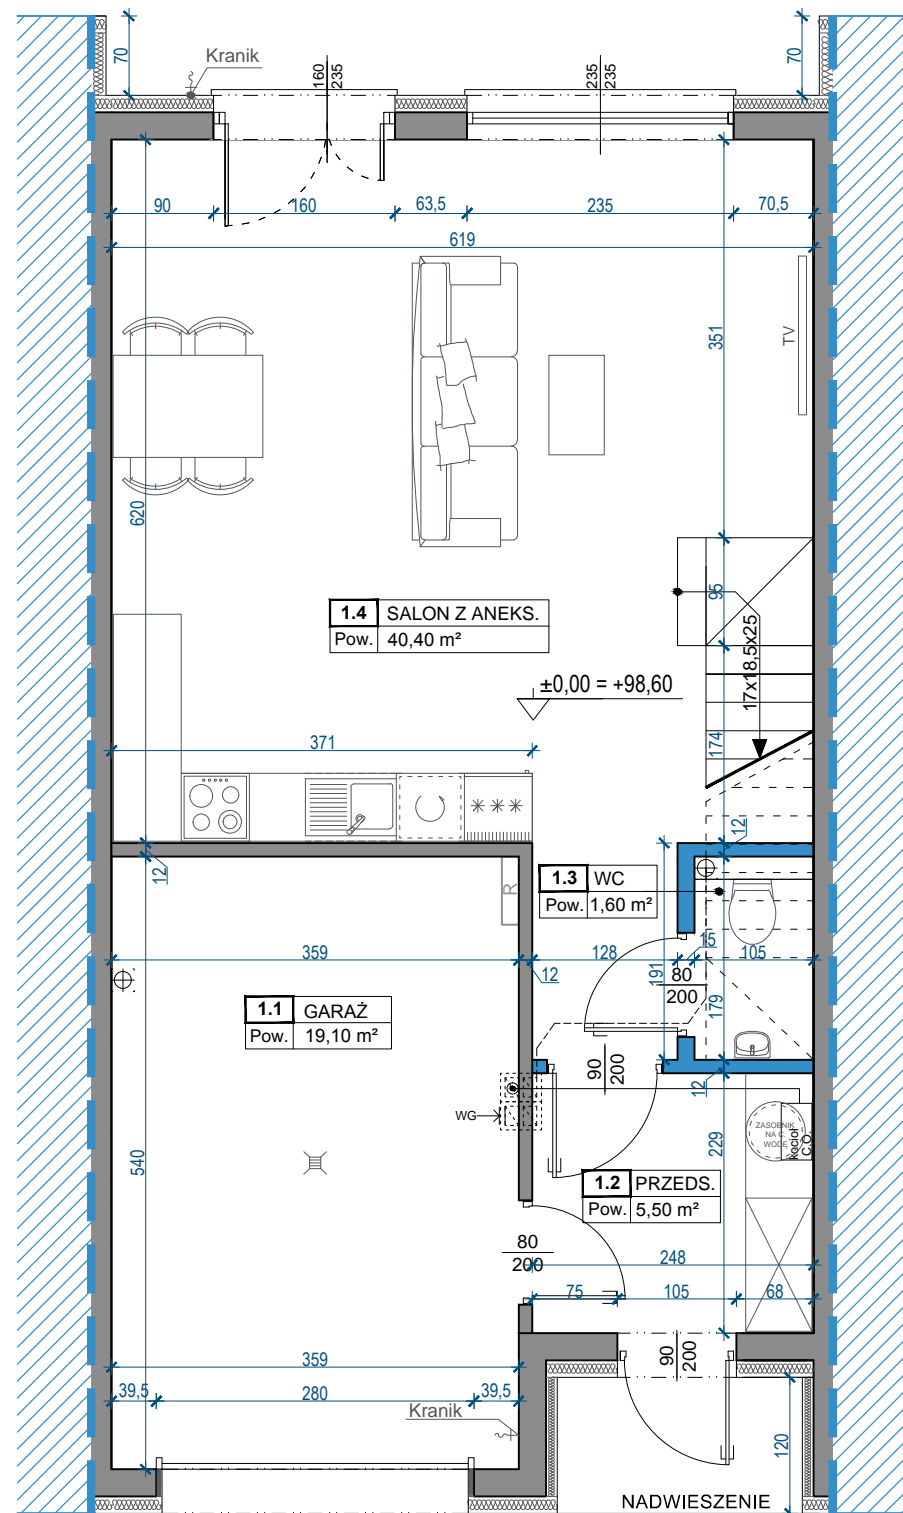 70
Kranik
160
235
235
235
70
90
160
63,5
235
70,5
619
351
TV
620
95
1.4 SALON Z ANEKS.
Pow. 40,40 m²
17x18,5x25
±0,00 = +98,60
371
174
12
12
1.3 WC
Pow. 1,60 m²
R
359
12
128
15
105
191
80
200
179
1.1 GARAŻ
Pow. 19,10 m²
90
200
12
WG
ZASOBNIK
NA C.
WODĘ
kocioł
C.O.
229
540
1.2 PRZEDS.
Pow. 5,50 m²
80
200
248
75
105
68
359
90
200
39,5
280
39,5
Kranik
120
NADWIESZENIE